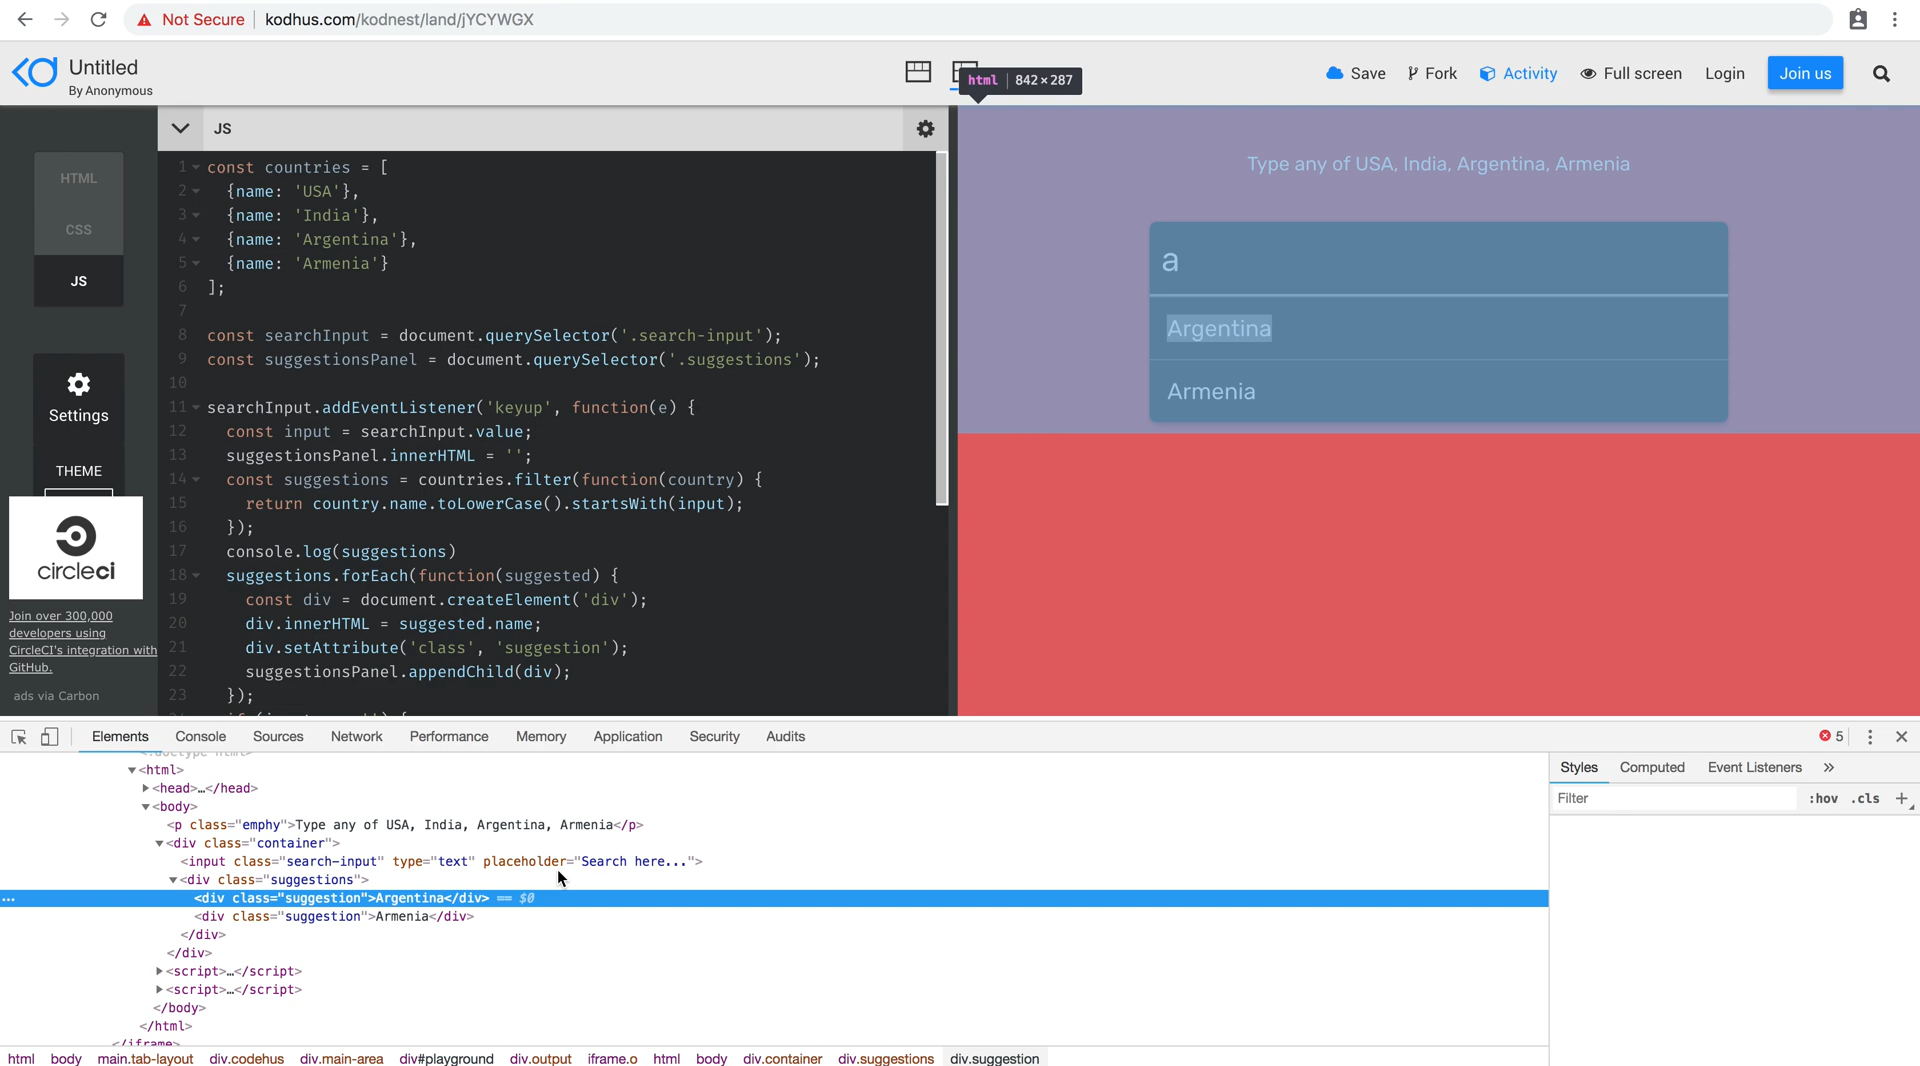 Not Secure | kodhus.com/kodnest/land/jYCYWGX
Untitled
By Anonymous
html | 842 × 287
Save
Fork
Activity
Full screen
Login
Join us
HTML
CSS
JS
Settings
THEME
circleci
Join over 300,000
developers using
CircleCI's integration with
GitHub.
ads via Carbon
JS
1 const countries = [
2 {name: 'USA'},
3 {name: 'India'},
4 {name: 'Argentina'},
5 {name: 'Armenia'}
6 ];
7
8 const searchInput = document.querySelector('.search-input');
9 const suggestionsPanel = document.querySelector('.suggestions');
10
11 searchInput.addEventListener('keyup', function(e) {
12 const input = searchInput.value;
13 suggestionsPanel.innerHTML = '';
14 const suggestions = countries.filter(function(country) {
15 return country.name.toLowerCase().startsWith(input);
16 });
17 console.log(suggestions)
18 suggestions.forEach(function(suggested) {
19 const div = document.createElement('div');
20 div.innerHTML = suggested.name;
21 div.setAttribute('class', 'suggestion');
22 suggestionsPanel.appendChild(div);
23 });
Type any of USA, India, Argentina, Armenia
a
Argentina
Armenia
Elements Console Sources Network Performance Memory Application Security Audits 5
<html>
<head>…</head>
<body>
<p class="emphy">Type any of USA, India, Argentina, Armenia</p>
<div class="container">
<input class="search-input" type="text" placeholder="Search here...">
<div class="suggestions">
… <div class="suggestion">Argentina</div> == $0
<div class="suggestion">Armenia</div>
</div>
</div>
<script>…</script>
<script>…</script>
</body>
</html>
</iframe>
html body main.tab-layout div.codehus div.main-area div#playground div.output iframe.o html body div.container div.suggestions div.suggestion
Styles Computed Event Listeners »
Filter :hov .cls +